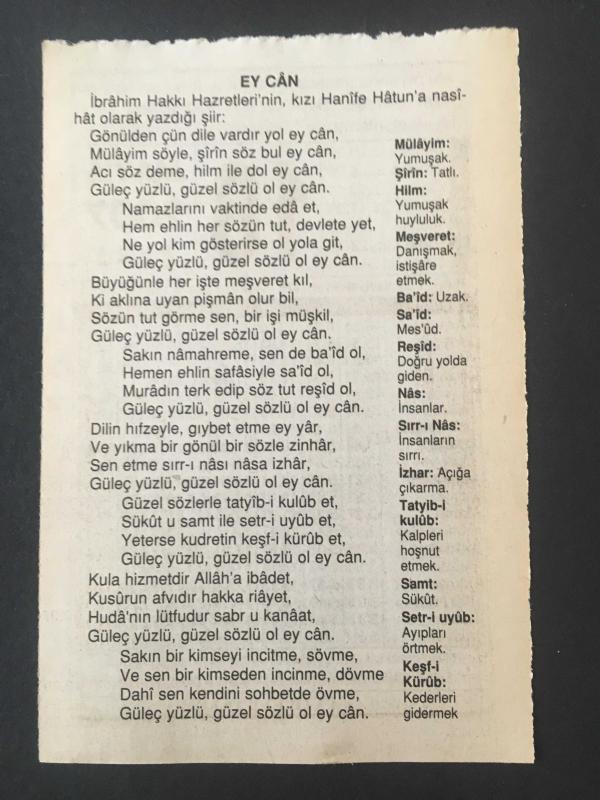 EY CÂN
İbrâhim Hakkı Hazretleri'nin, kızı Hanîfe Hâtun'a nasî-
hât olarak yazdığı şiir:
Gönülden çün dile vardır yol ey cân,
Mülâyim söyle, şîrîn söz bul ey cân,
Acı söz deme, hilm ile dol ey cân,
Güleç yüzlü, güzel sözlü ol ey cân.
Namazlarını vaktinde edâ et,
Hem ehlin her sözün tut, devlete yet,
Ne yol kim gösterirse ol yola git,
Güleç yüzlü, güzel sözlü ol ey cân.
Büyüğünle her işte meşveret kıl,
Ki aklına uyan pişmân olur bil,
Sözün tut görme sen, bir işi müşkil,
Güleç yüzlü, güzel sözlü ol ey cân.
Sakın nâmahreme, sen de ba'îd ol,
Hemen ehlin safâsiyle sa'îd ol,
Murâdın terk edip söz tut reşîd ol,
Güleç yüzlü, güzel sözlü ol ey cân.
Dilin hıfzeyle, gıybet etme ey yâr,
Ve yıkma bir gönül bir sözle zinhâr,
Sen etme sırr-ı nâsı nâsa izhâr,
Güleç yüzlü, güzel sözlü ol ey cân.
Güzel sözlerle tatyîb-i kulûb et,
Sükût u samt ile setr-i uyûb et,
Yeterse kudretin keşf-i kürûb et,
Güleç yüzlü, güzel sözlü ol ey cân.
Kula hizmetdir Allâh'a ibâdet,
Kusûrun afvıdır hakka riâyet,
Hudâ'nın lütfudur sabr u kanâat,
Güleç yüzlü, güzel sözlü ol ey cân.
Sakın bir kimseyi incitme, sövme,
Ve sen bir kimseden incinme, dövme
Dahî sen kendini sohbetde övme,
Güleç yüzlü, güzel sözlü ol ey cân.
Mülâyim:
Yumuşak.
Şîrîn: Tatlı.
Hilm:
Yumuşak
huyluluk.
Meşveret:
Danışmak,
istişâre
etmek.
Ba'îd: Uzak.
Sa'îd:
Mes'ûd.
Reşîd:
Doğru yolda
giden.
Nâs:
İnsanlar.
Sırr-ı Nâs:
İnsanların
sırrı.
İzhar: Açığa
çıkarma.
Tatyib-i
kulûb:
Kalpleri
hoşnut
etmek.
Samt:
Sükût.
Setr-i uyûb:
Ayıpları
örtmek.
Keşf-i
Kürûb:
Kederleri
gidermek